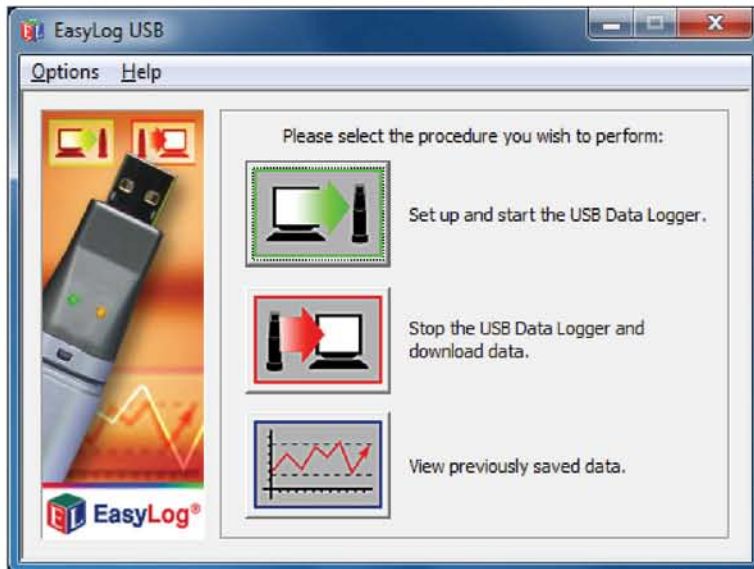 EasyLog USB
Options Help
Please select the procedure you wish to perform:
Set up and start the USB Data Logger.
Stop the USB Data Logger and
download data.
View previously saved data.
EL EasyLog®